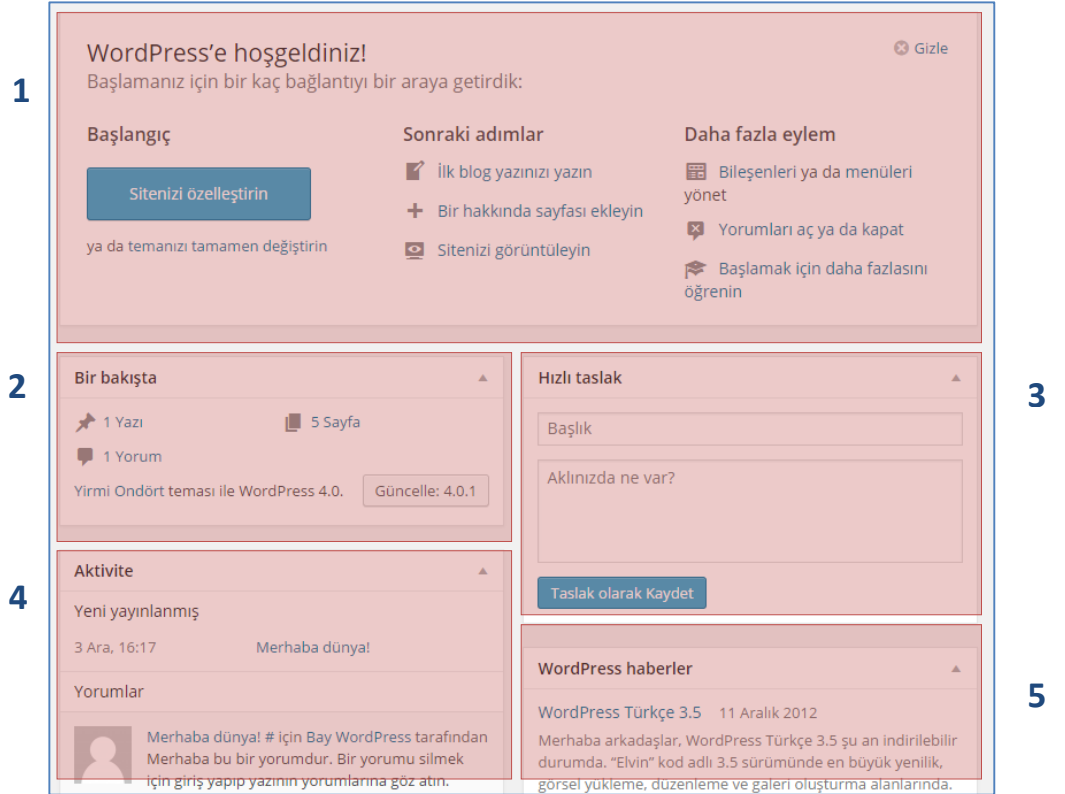 1
WordPress'e hoşgeldiniz!
Gizle
Başlamanız için bir kaç bağlantıyı bir araya getirdik:
Başlangıç
Sitenizi özelleştirin
ya da temanızı tamamen değiştirin
Sonraki adımlar
İlk blog yazınızı yazın
Bir hakkında sayfası ekleyin
Sitenizi görüntüleyin
Daha fazla eylem
Bileşenleri ya da menüleri
yönet
Yorumları aç ya da kapat
Başlamak için daha fazlasını
öğrenin
2
Bir bakışta
1 Yazı
5 Sayfa
1 Yorum
Yirmi Ondört teması ile WordPress 4.0.
Güncelle: 4.0.1
3
Hızlı taslak
Başlık
Aklınızda ne var?
Taslak olarak Kaydet
4
Aktivite
Yeni yayınlanmış
3 Ara, 16:17 Merhaba dünya!
Yorumlar
Merhaba dünya! # için Bay WordPress tarafından
Merhaba bu bir yorumdur. Bir yorumu silmek
için giriş yapıp yazının yorumlarına göz atın.
5
WordPress haberler
WordPress Türkçe 3.5 11 Aralık 2012
Merhaba arkadaşlar, WordPress Türkçe 3.5 şu an indirilebilir
durumda. "Elvin" kod adlı 3.5 sürümünde en büyük yenilik,
görsel yükleme, düzenleme ve galeri oluşturma alanlarında.